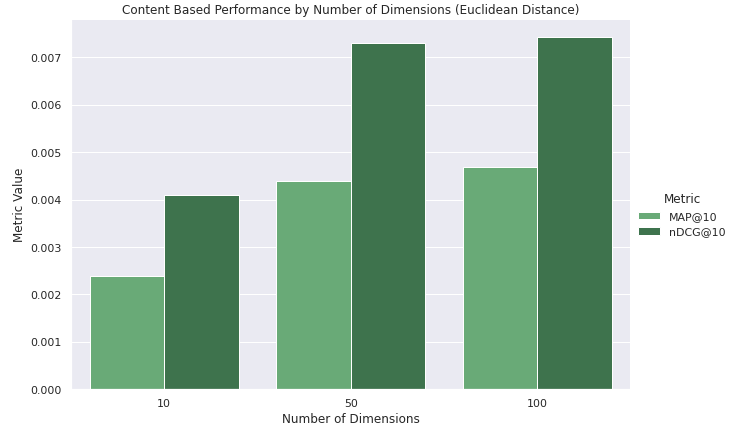 Content Based Performance by Number of Dimensions (Euclidean Distance)
0.007
0.006
0.005
0.004
0.003
0.002
0.001
0.000
Metric Value
10
50
100
Number of Dimensions
Metric
MAP@10
nDCG@10